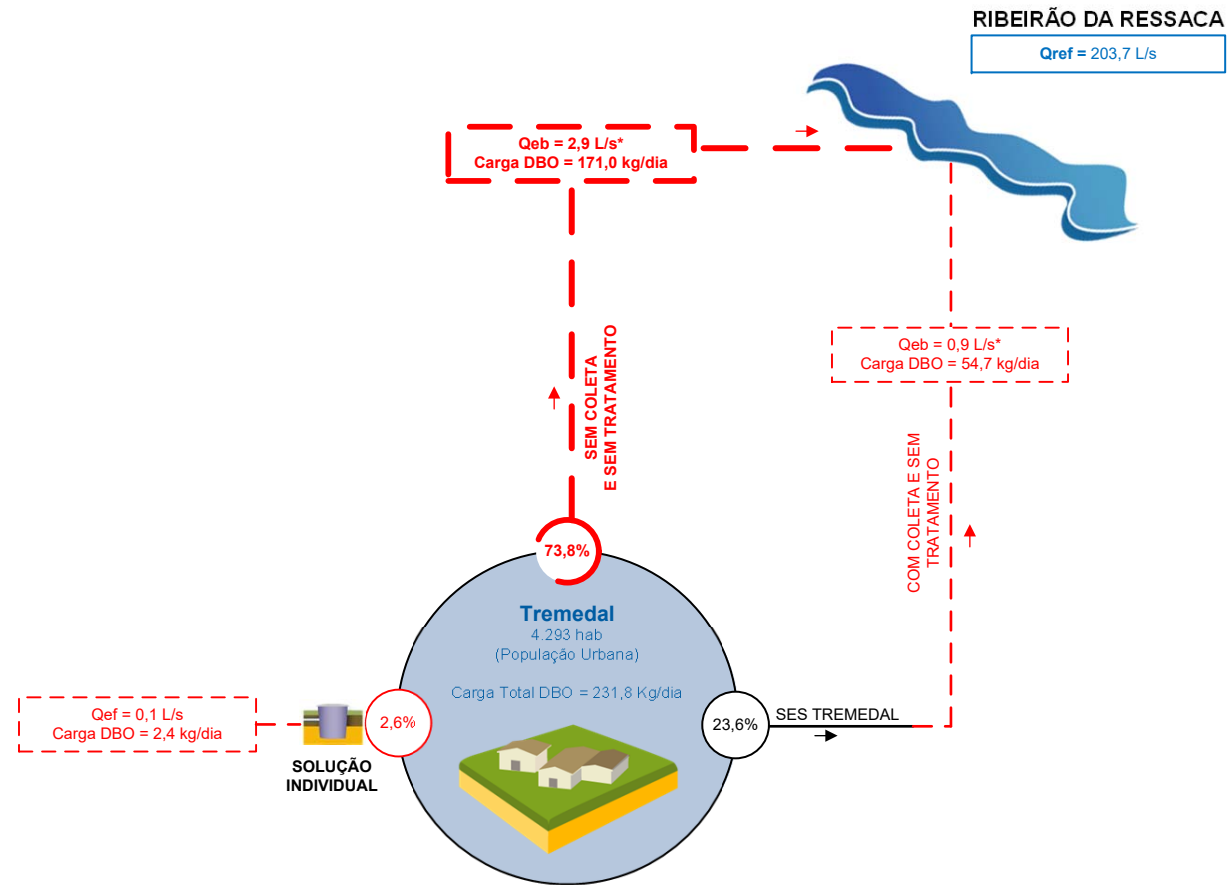 RIBEIRÃO DA RESSACA
Qref = 203,7 L/s
Qeb = 2,9 L/s*
Carga DBO = 171,0 kg/dia
SEM COLETA
E SEM TRATAMENTO
Qeb = 0,9 L/s*
Carga DBO = 54,7 kg/dia
COM COLETA E SEM
TRATAMENTO
73,8%
Tremedal
4.293 hab
(População Urbana)
Carga Total DBO = 231,8 Kg/dia
Qef = 0,1 L/s
Carga DBO = 2,4 kg/dia
2,6%
SOLUÇÃO
INDIVIDUAL
23,6%
SES TREMEDAL